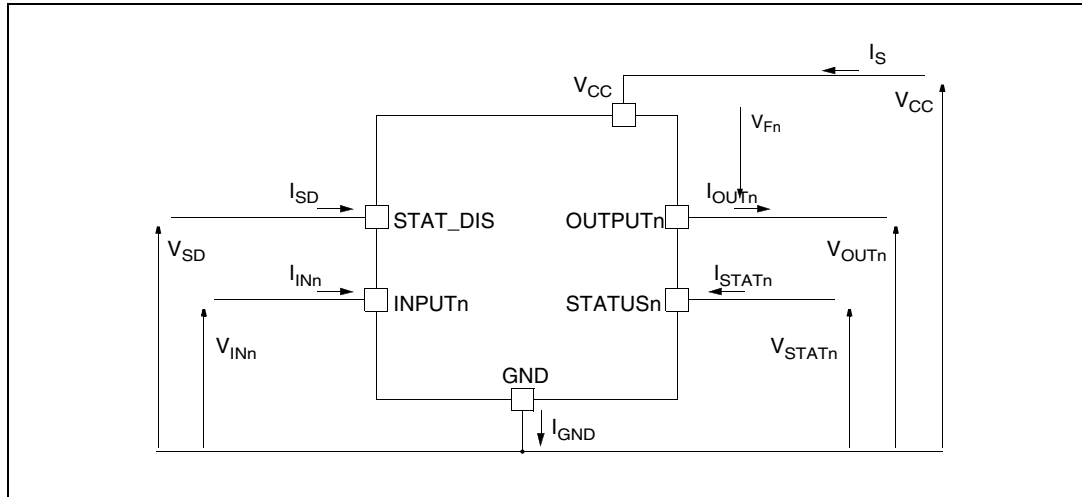 I_S
V_CC
V_CC
V_Fn
I_SD
I_OUTn
STAT_DIS
OUTPUTn
V_SD
V_OUTn
I_INn
I_STATn
INPUTn
STATUSn
V_INn
V_STATn
GND
I_GND